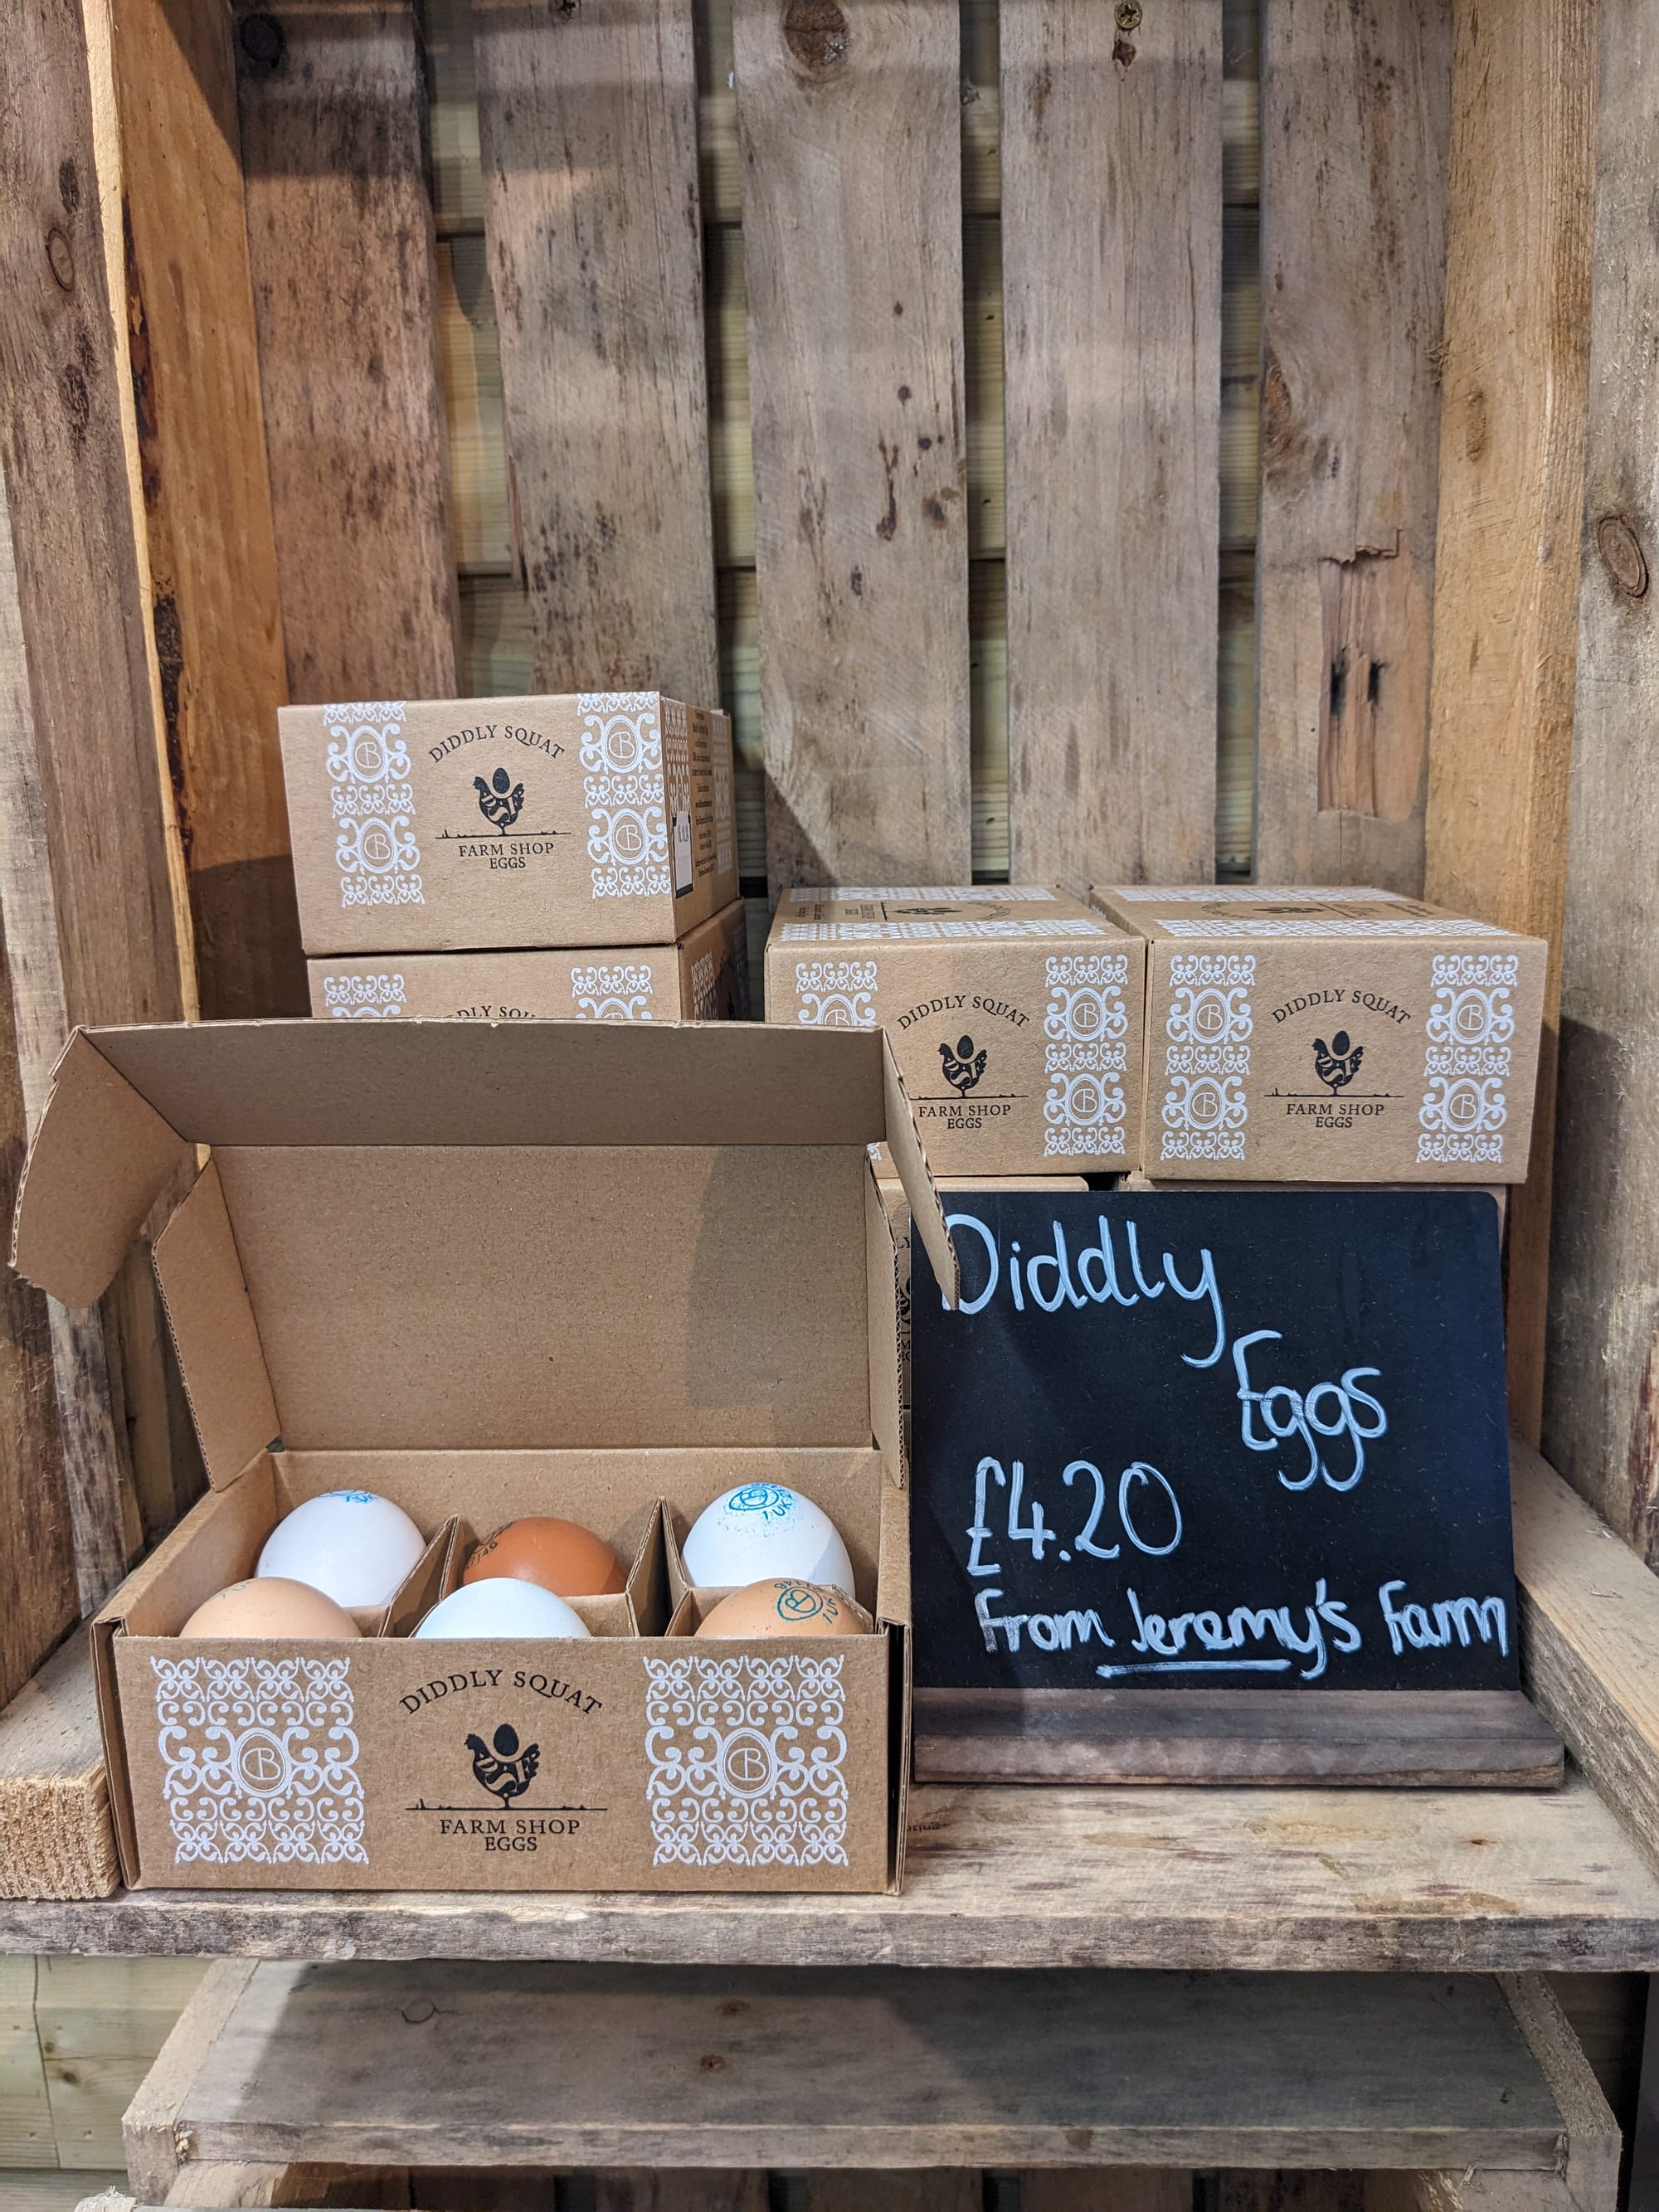 DIDDLY SQUAT
FARM SHOP
EGGS
DIDDLY SQUAT
FARM SHOP
EGGS
DIDDLY SQUAT
FARM SHOP
EGGS
Diddly
Eggs
£4.20
From Jeremy's Farm
1UK
DIDDLY SQUAT
FARM SHOP
EGGS